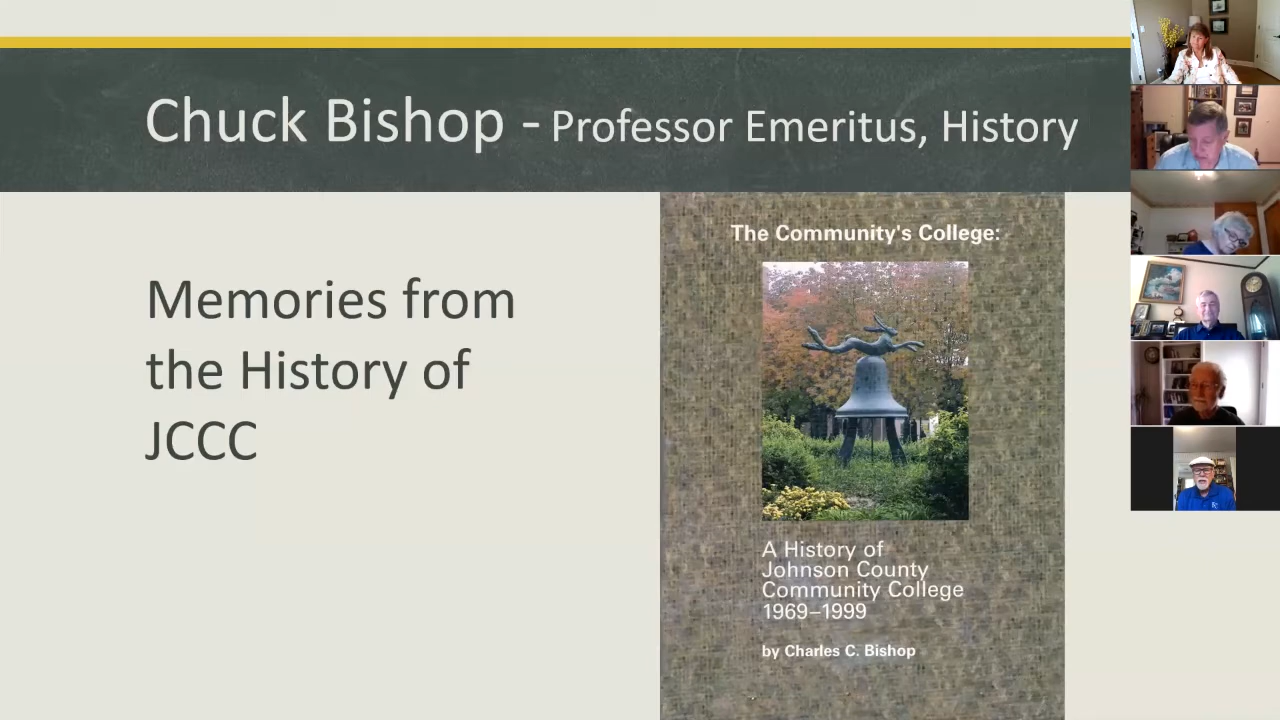 Chuck Bishop - Professor Emeritus, History
Memories from
the History of
JCCC
The Community's College:
A History of
Johnson County
Community College
1969–1999
by Charles C. Bishop